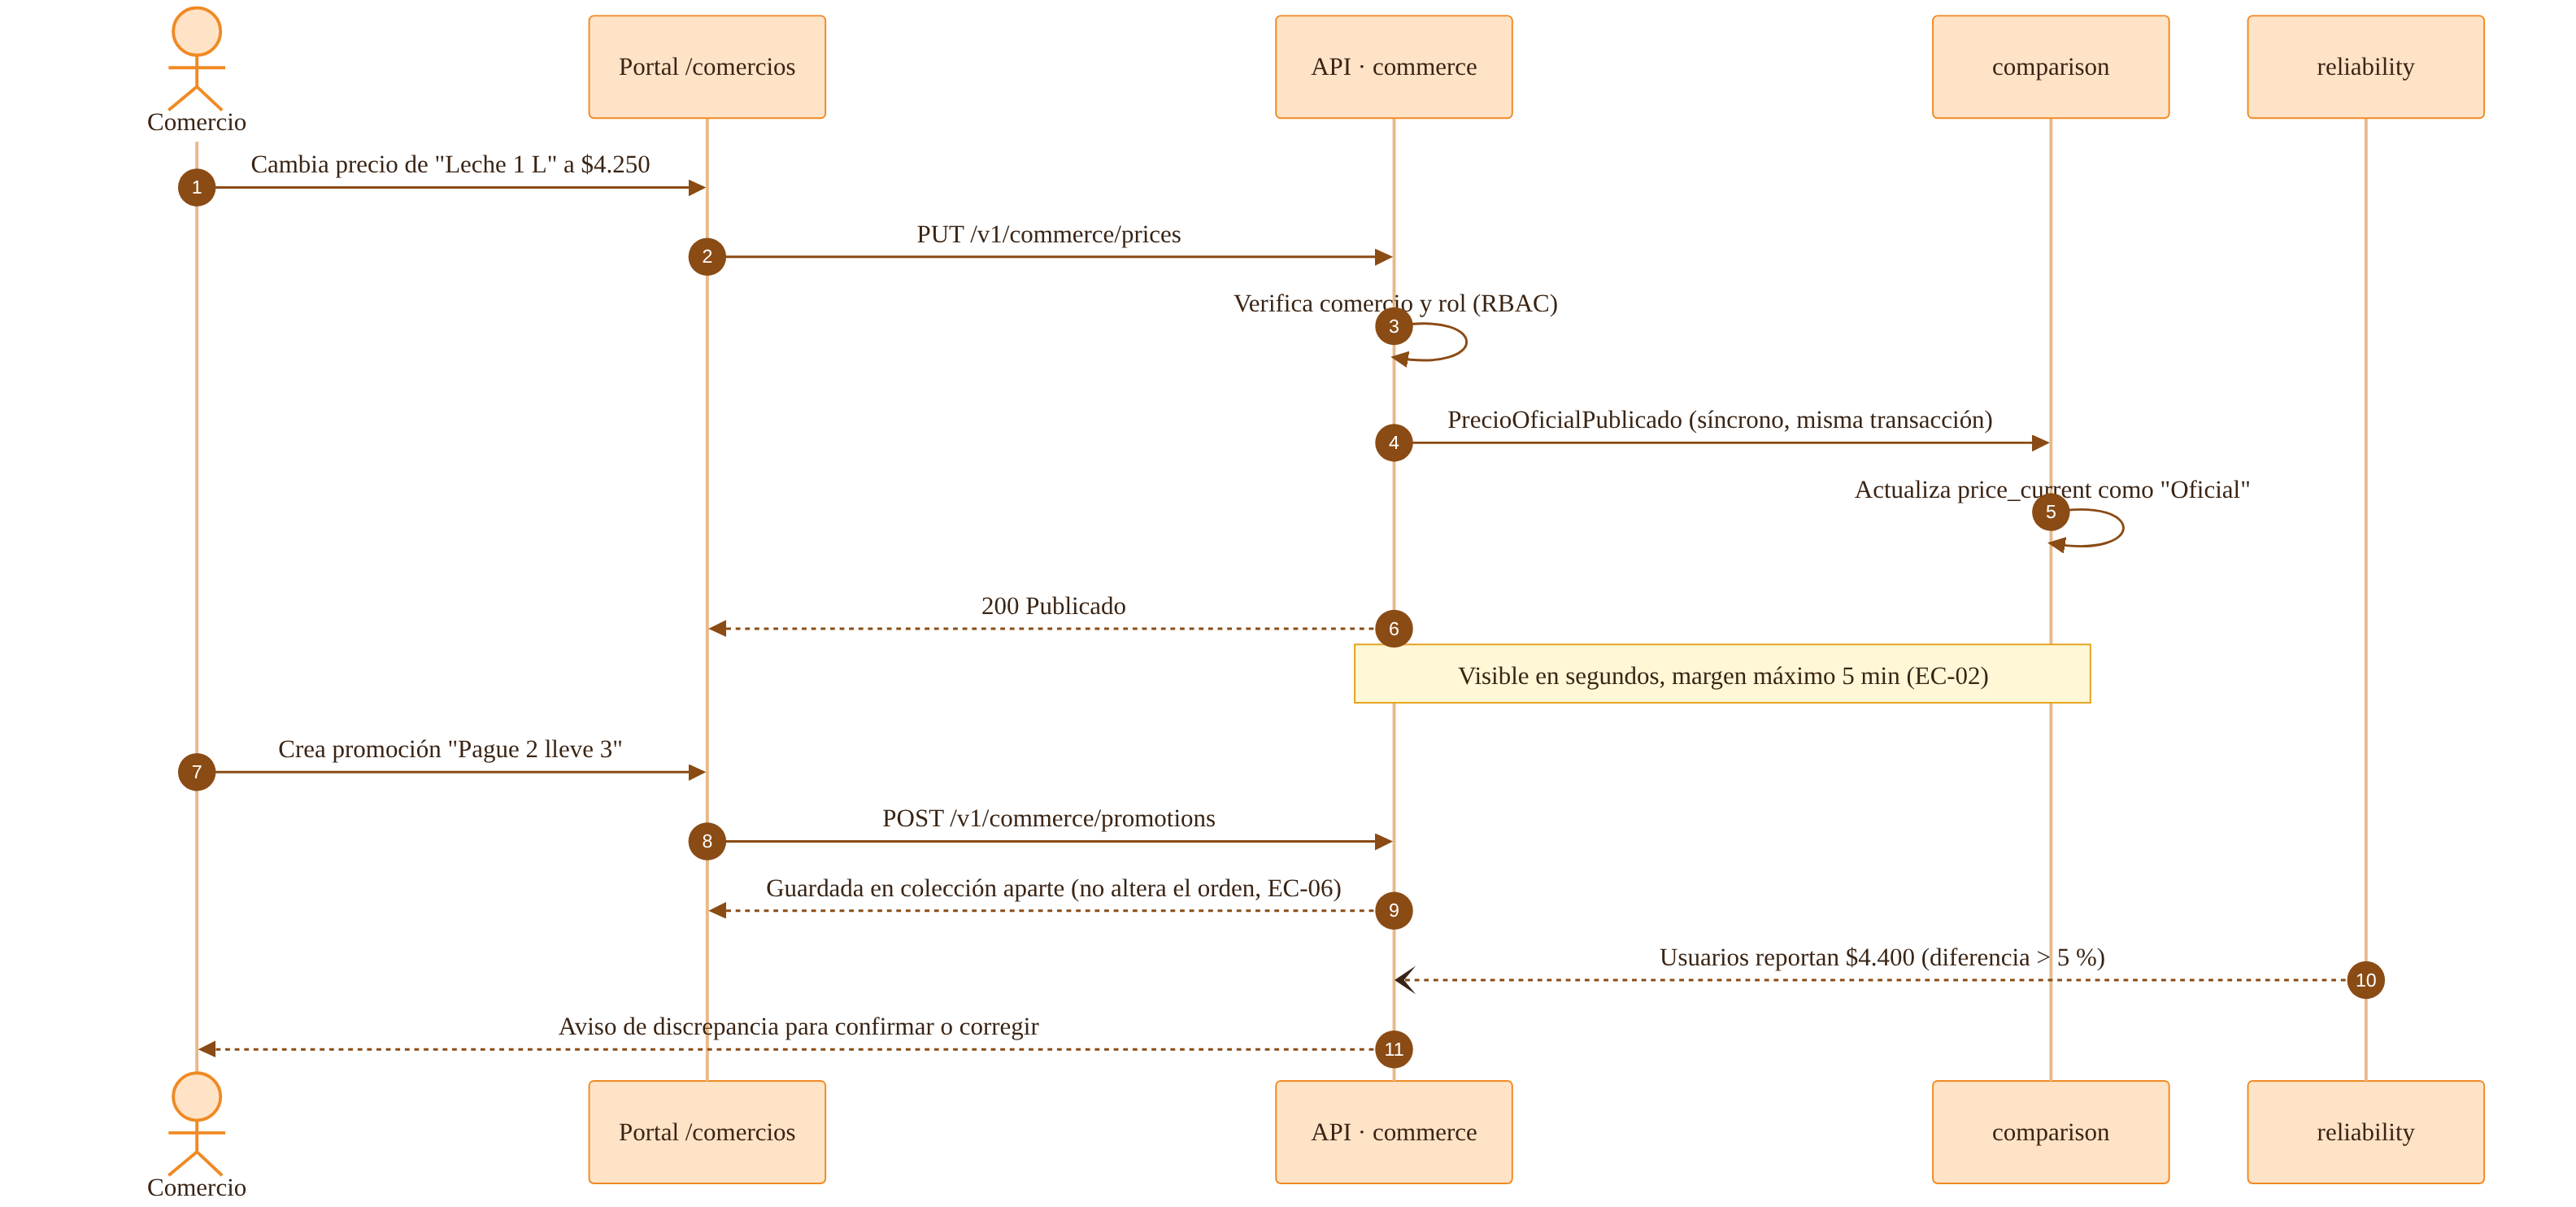 Comercio
Portal /comercios
API · commerce
comparison
reliability
Cambia precio de "Leche 1 L" a $4.250
1
PUT /v1/commerce/prices
2
Verifica comercio y rol (RBAC)
3
PrecioOficialPublicado (síncrono, misma transacción)
4
Actualiza price_current como "Oficial"
5
200 Publicado
6
Visible en segundos, margen máximo 5 min (EC-02)
Crea promoción "Pague 2 lleve 3"
7
POST /v1/commerce/promotions
8
Guardada en colección aparte (no altera el orden, EC-06)
9
Usuarios reportan $4.400 (diferencia > 5 %)
10
Aviso de discrepancia para confirmar o corregir
11
Comercio
Portal /comercios
API · commerce
comparison
reliability